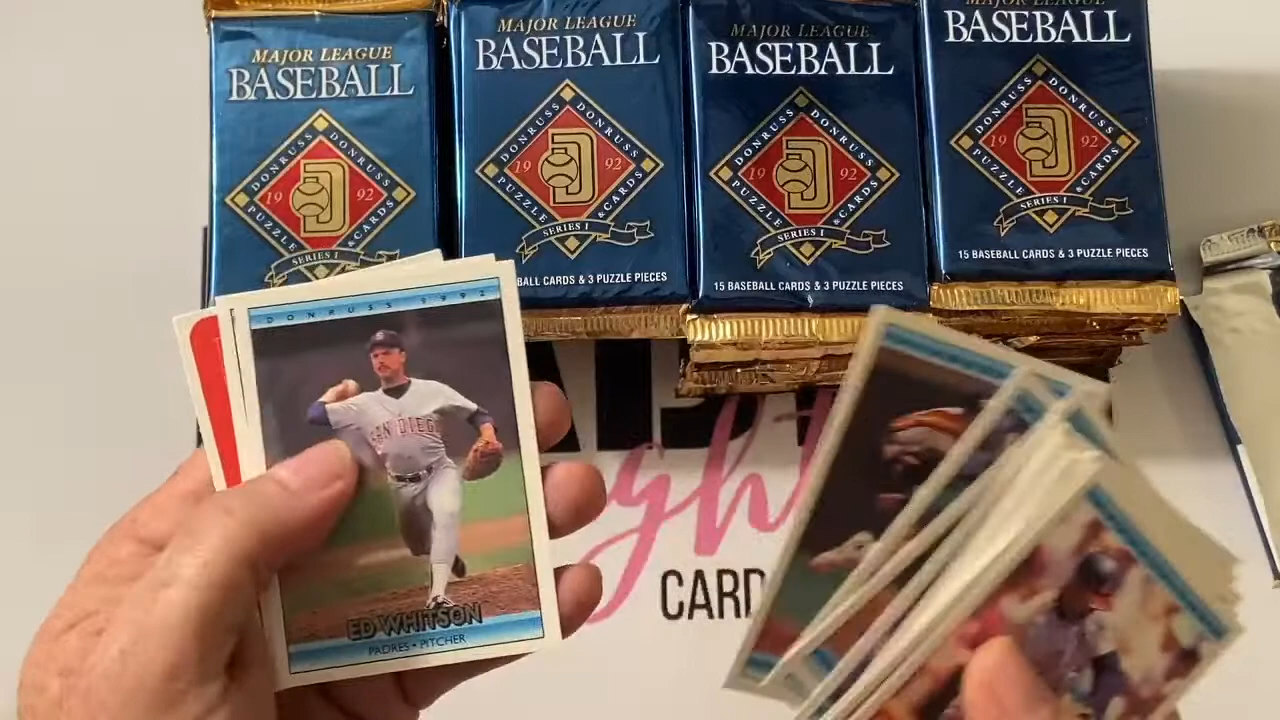 MAJOR LEAGUE
BASEBALL
DONRUSS DONRUSS
19 92
PUZZLE & CARDS
SERIES I
MAJOR LEAGUE
BASEBALL
DONRUSS DONRUSS
19 92
PUZZLE & CARDS
SERIES I
BALL CARDS & 3 PUZZLE PIECES
MAJOR LEAGUE
BASEBALL
DONRUSS DONRUSS
19 92
PUZZLE & CARDS
SERIES I
15 BASEBALL CARDS & 3 PUZZLE PIECES
MAJOR LEAGUE
BASEBALL
DONRUSS DONRUSS
19 92
PUZZLE & CARDS
SERIES I
15 BASEBALL CARDS & 3 PUZZLE PIECES
DONRUSS 1992
SAN DIEGO
ED WHITSON
PADRES • PITCHER
ght
CARD